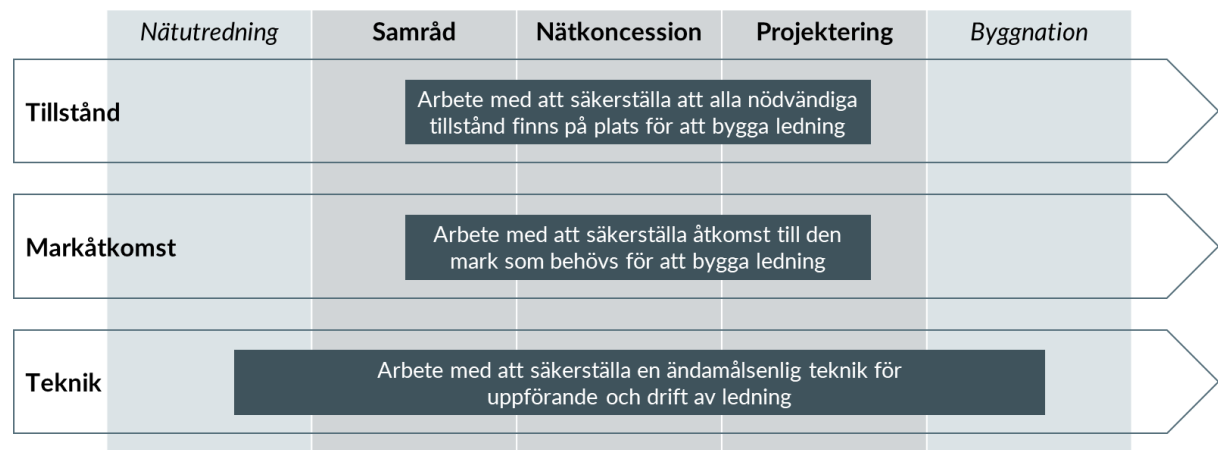 Nätutredning Samråd Nätkoncession Projektering Byggnation
Tillstånd
Arbete med att säkerställa att alla nödvändiga
tillstånd finns på plats för att bygga ledning
Markåtkomst
Arbete med att säkerställa åtkomst till den
mark som behövs för att bygga ledning
Teknik
Arbete med att säkerställa en ändamålsenlig teknik för
uppförande och drift av ledning